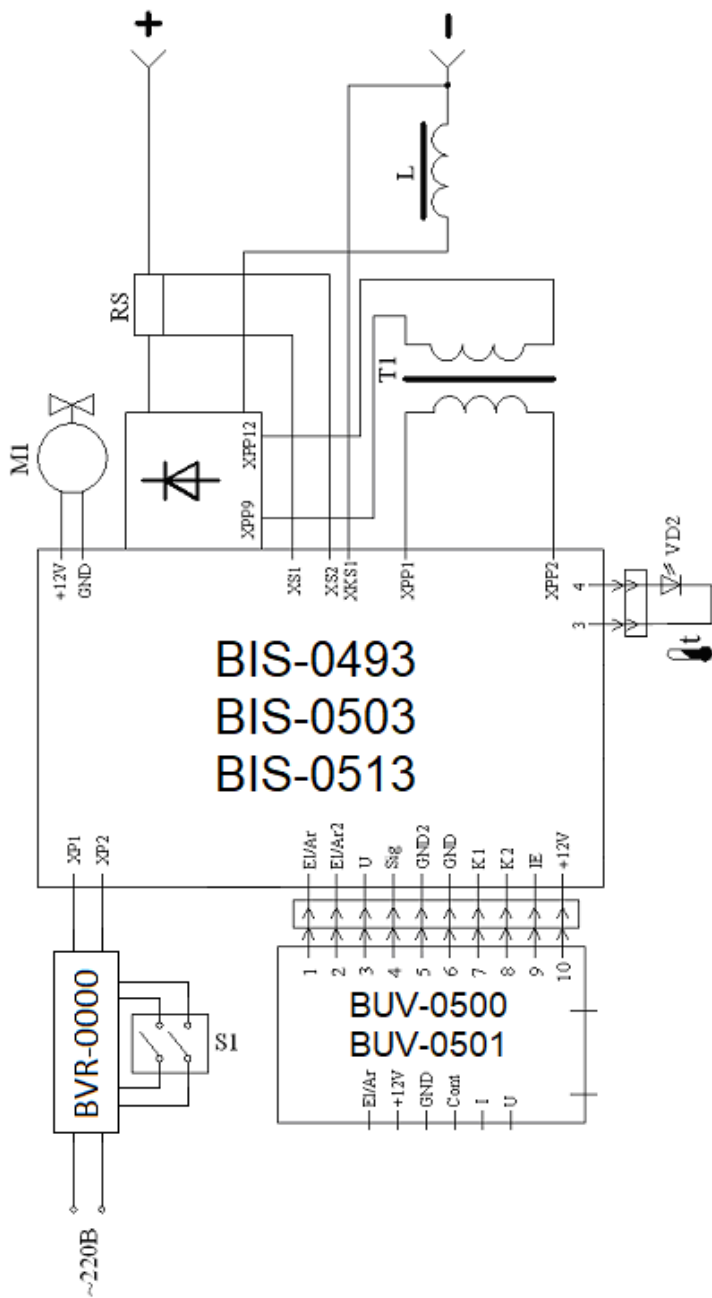 +
-
L
RS
T1
M1
XPP12
XPP9
+12V
GND
XS1
XS2
XKS1
XPP1
XPP2
4
3
VD2
t
BIS-0493
BIS-0503
BIS-0513
XP1
XP2
El/Ar
El/Ar2
U
Sig
GND2
GND
K1
K2
IE
+12V
1
2
3
4
5
6
7
8
9
10
BVR-0000
S1
BUV-0500
BUV-0501
El/Ar
+12V
GND
Cont
I
U
~220В